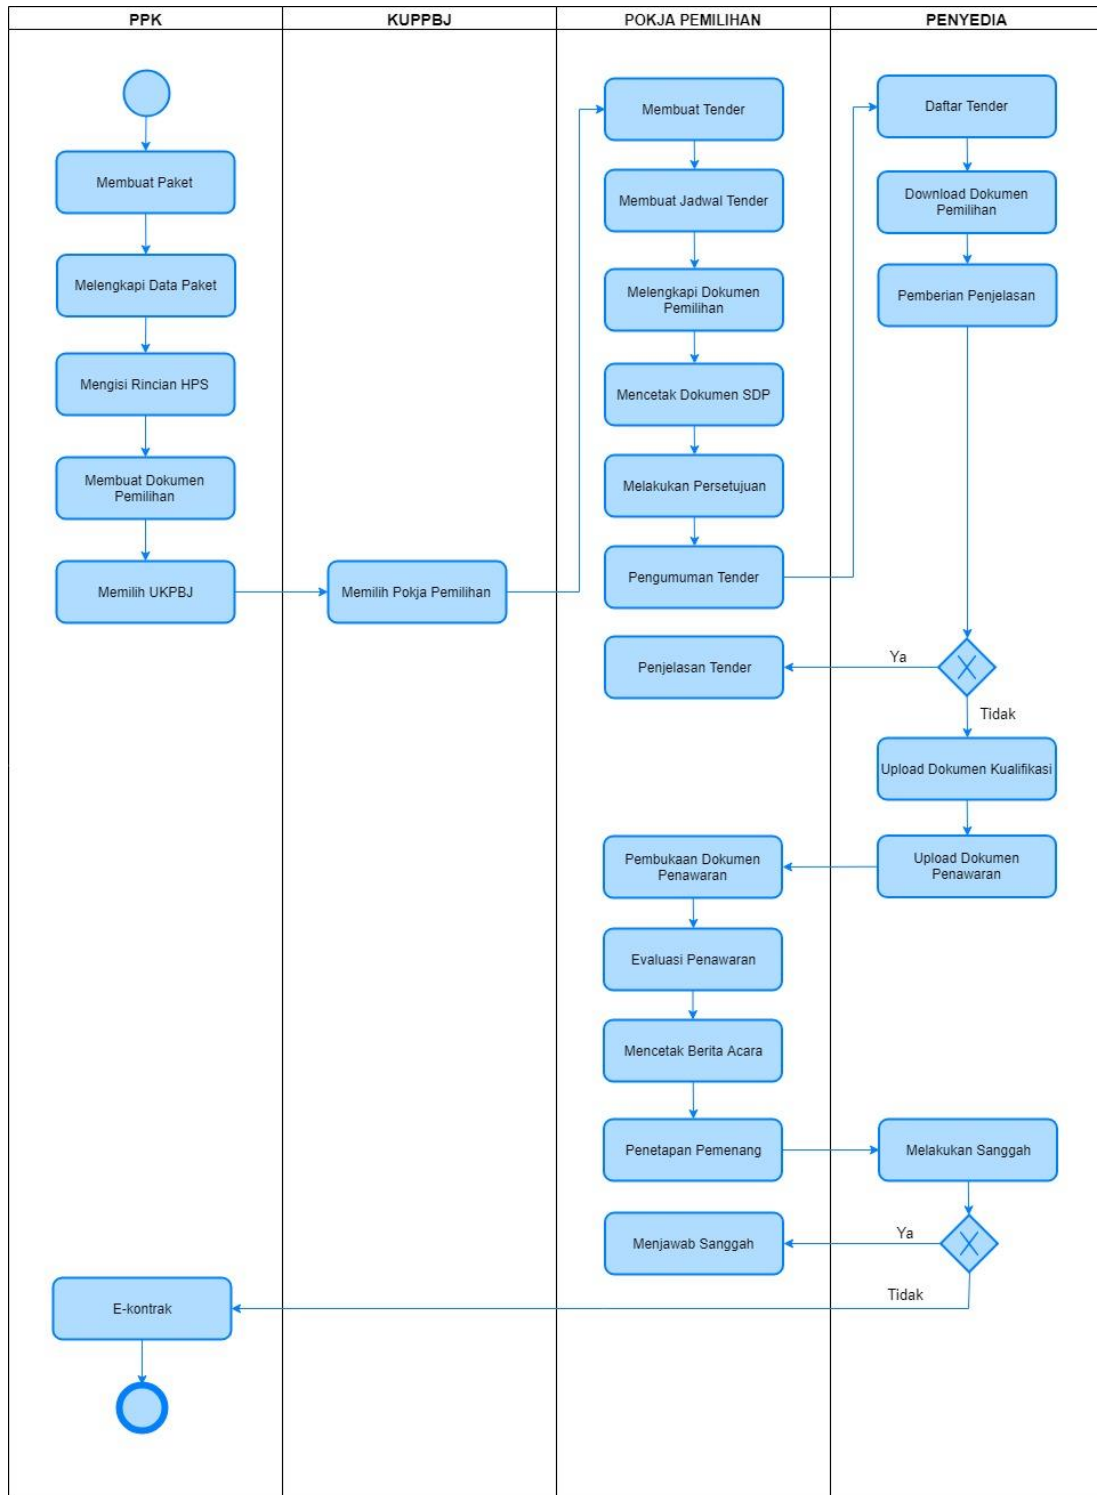 PPK
KUPPBJ
POKJA PEMILIHAN
PENYEDIA
Membuat Paket
Melengkapi Data Paket
Mengisi Rincian HPS
Membuat Dokumen
Pemilihan
Memilih UKPBJ
Memilih Pokja Pemilihan
Membuat Tender
Membuat Jadwal Tender
Melengkapi Dokumen
Pemilihan
Mencetak Dokumen SDP
Melakukan Persetujuan
Pengumuman Tender
Daftar Tender
Download Dokumen
Pemilihan
Pemberian Penjelasan
X
Ya
Penjelasan Tender
Tidak
Upload Dokumen Kualifikasi
Upload Dokumen
Penawaran
Pembukaan Dokumen
Penawaran
Evaluasi Penawaran
Mencetak Berita Acara
Penetapan Pemenang
Melakukan Sanggah
X
Ya
Menjawab Sanggah
Tidak
E-kontrak